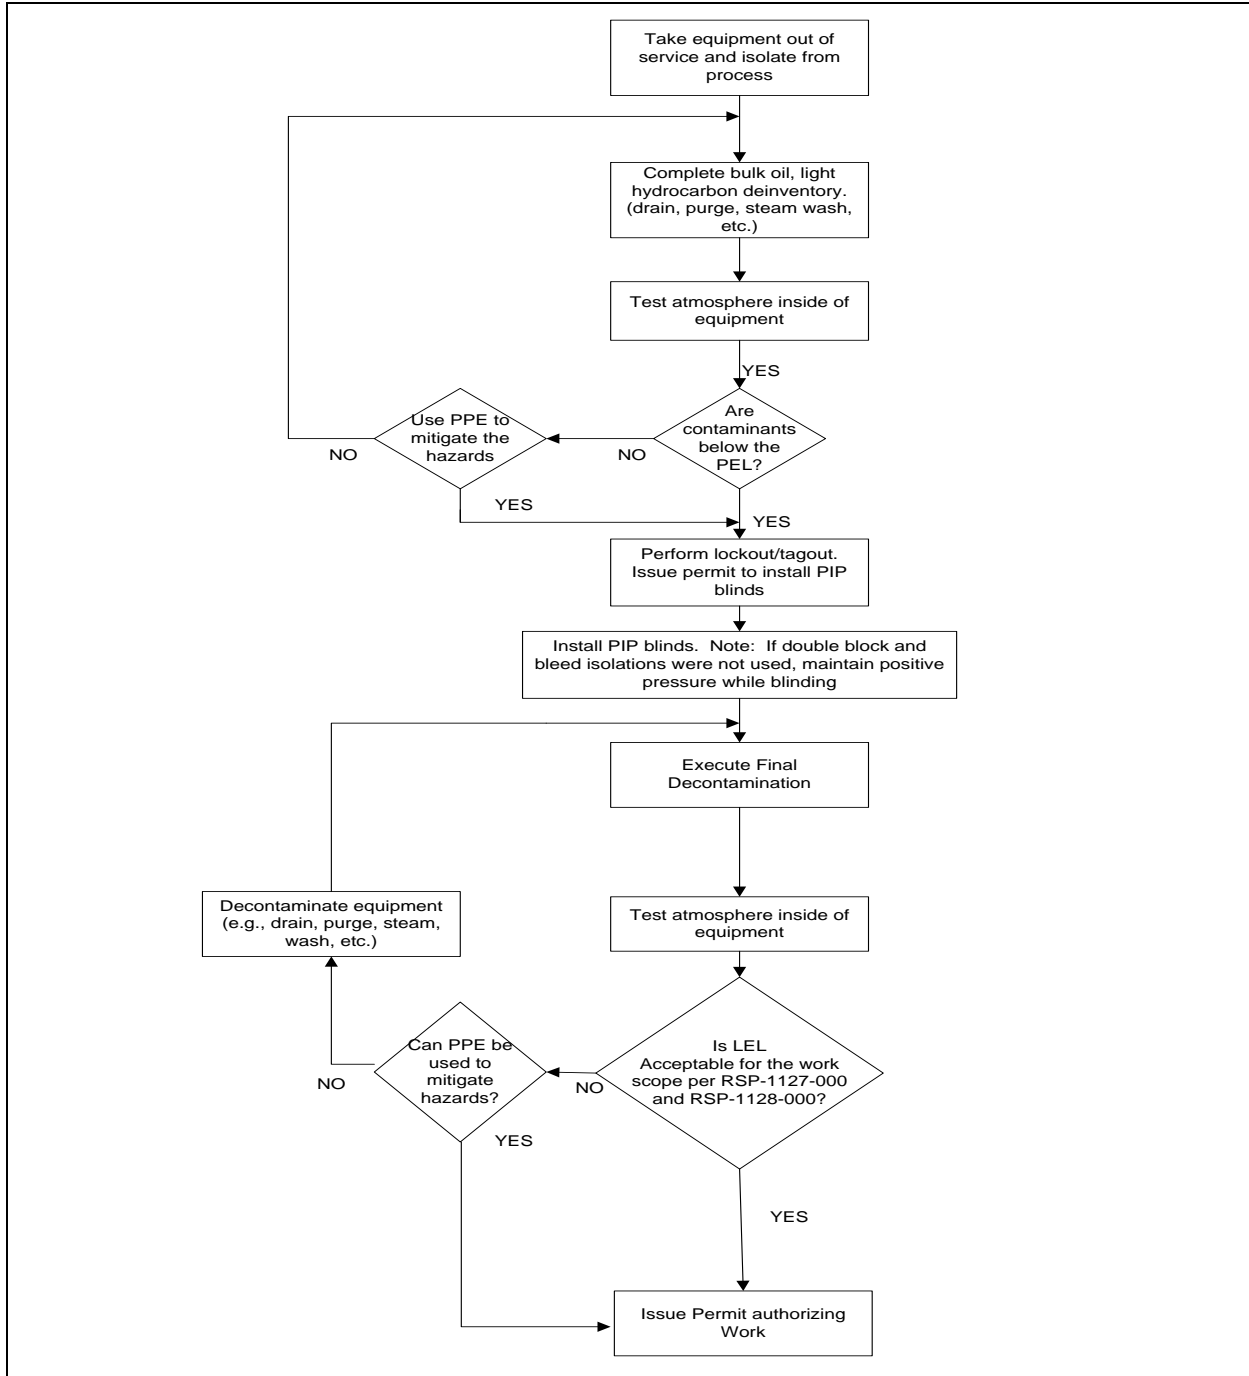 Take equipment out of
service and isolate from
process
Complete bulk oil, light
hydrocarbon deinventory.
(drain, purge, steam wash,
etc.)
Test atmosphere inside of
equipment
YES
Are
contaminants
below the
PEL?
NO
Use PPE to
mitigate the
hazards
NO
YES
YES
Perform lockout/tagout.
Issue permit to install PIP
blinds
Install PIP blinds.  Note:  If double block and
bleed isolations were not used, maintain positive
pressure while blinding
Execute Final
Decontamination
Decontaminate equipment
(e.g., drain, purge, steam,
wash, etc.)
Test atmosphere inside of
equipment
Is LEL
Acceptable for the work
scope per RSP-1127-000
and RSP-1128-000?
NO
Can PPE be
used to
mitigate
hazards?
NO
YES
YES
Issue Permit authorizing
Work